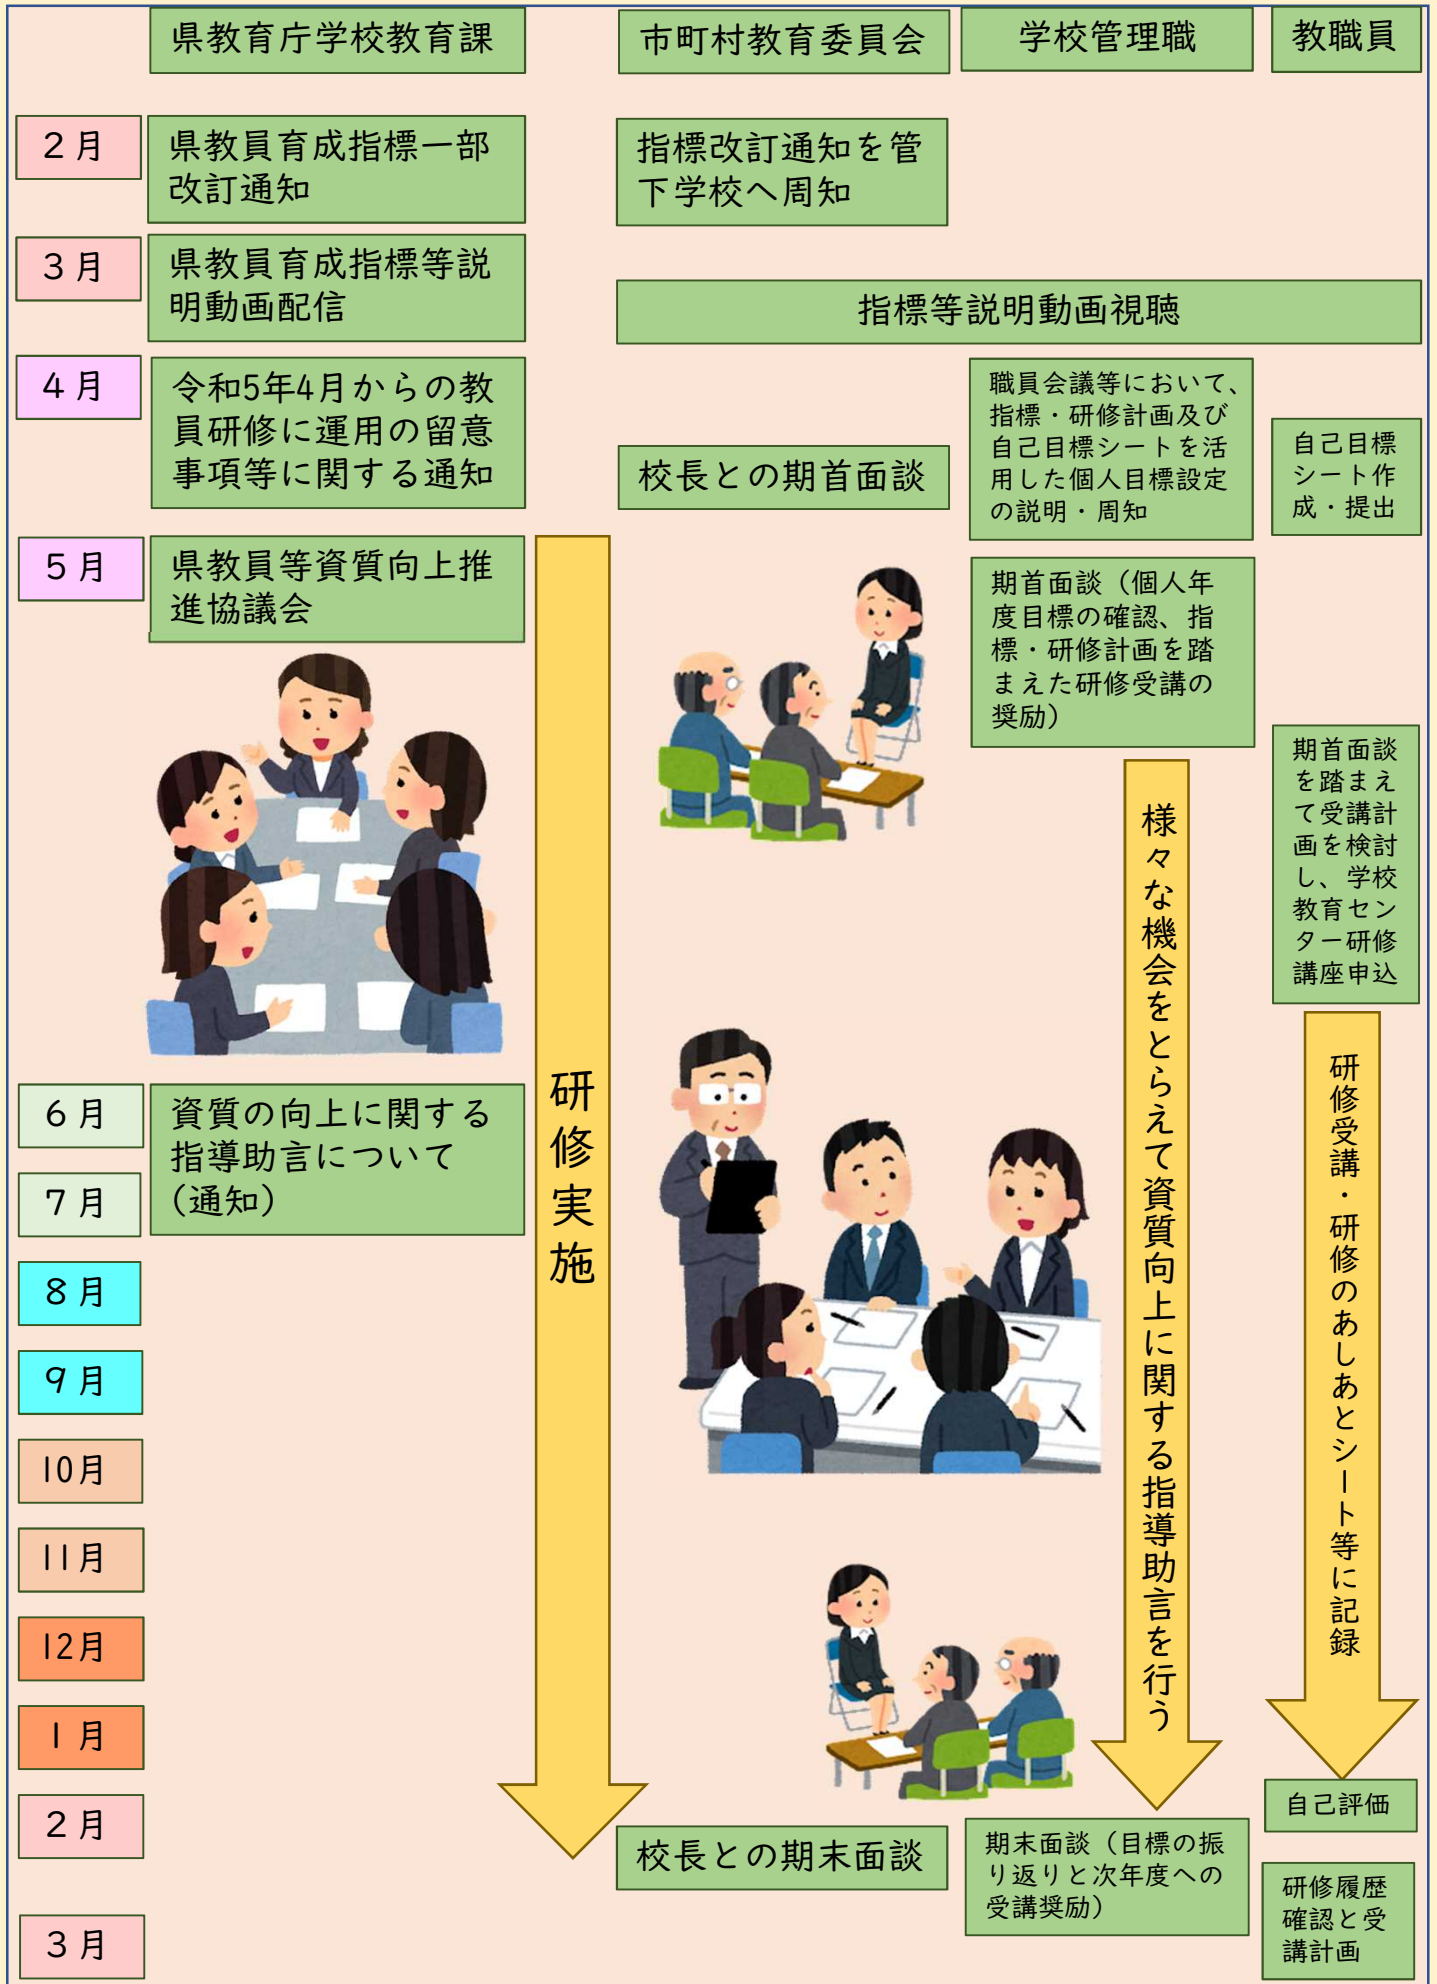 県教育庁学校教育課
市町村教育委員会
学校管理職
教職員
2月
県教員育成指標一部
改訂通知
指標改訂通知を管
下学校へ周知
3月
県教員育成指標等説
明動画配信
指標等説明動画視聴
4月
令和5年4月からの教
員研修に運用の留意
事項等に関する通知
校長との期首面談
職員会議等において、
指標・研修計画及び
自己目標シートを活
用した個人目標設定
の説明・周知
自己目標
シート作
成・提出
5月
県教員等資質向上推
進協議会
期首面談（個人年
度目標の確認、指
標・研修計画を踏
まえた研修受講の
奨励）
期首面談
を踏まえ
て受講計
画を検討
し、学校
教育セン
ター研修
講座申込
研修実施
様々な機会をとらえて資質向上に関する指導助言を行う
研修受講・研修のあしあとシート等に記録
6月
資質の向上に関する
指導助言について
（通知）
7月
8月
9月
10月
11月
12月
1月
2月
校長との期末面談
期末面談（目標の振
り返りと次年度への
受講奨励）
自己評価
研修履歴
確認と受
講計画
3月